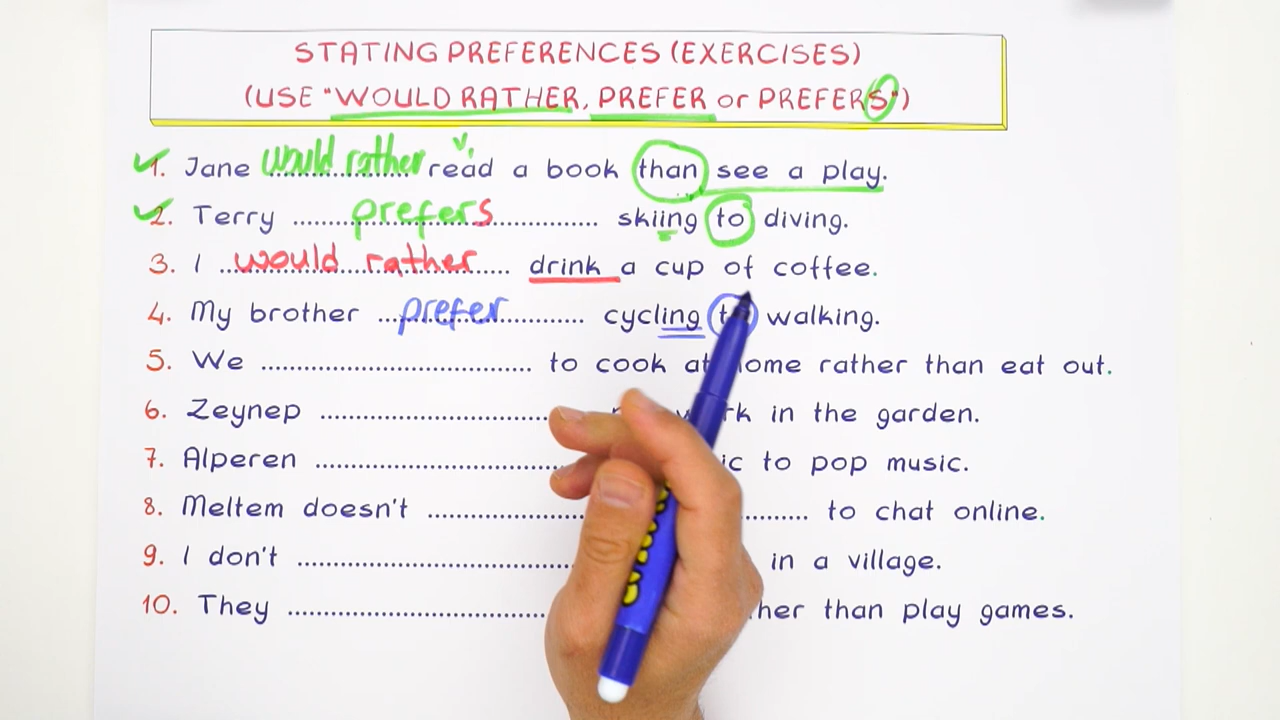 STATING PREFERENCES (EXERCISES)
(USE "WOULD RATHER, PREFER or PREFERS")
1. Jane would rather read a book than see a play.
2. Terry prefers skiing to diving.
3. I would rather drink a cup of coffee.
4. My brother prefer cycling to walking.
5. We .............................. to cook at home rather than eat out.
6. Zeynep .............................. in the garden.
7. Alperen .............................. to pop music.
8. Meltem doesn't .............................. to chat online.
9. I don't .............................. in a village.
10. They .............................. than play games.